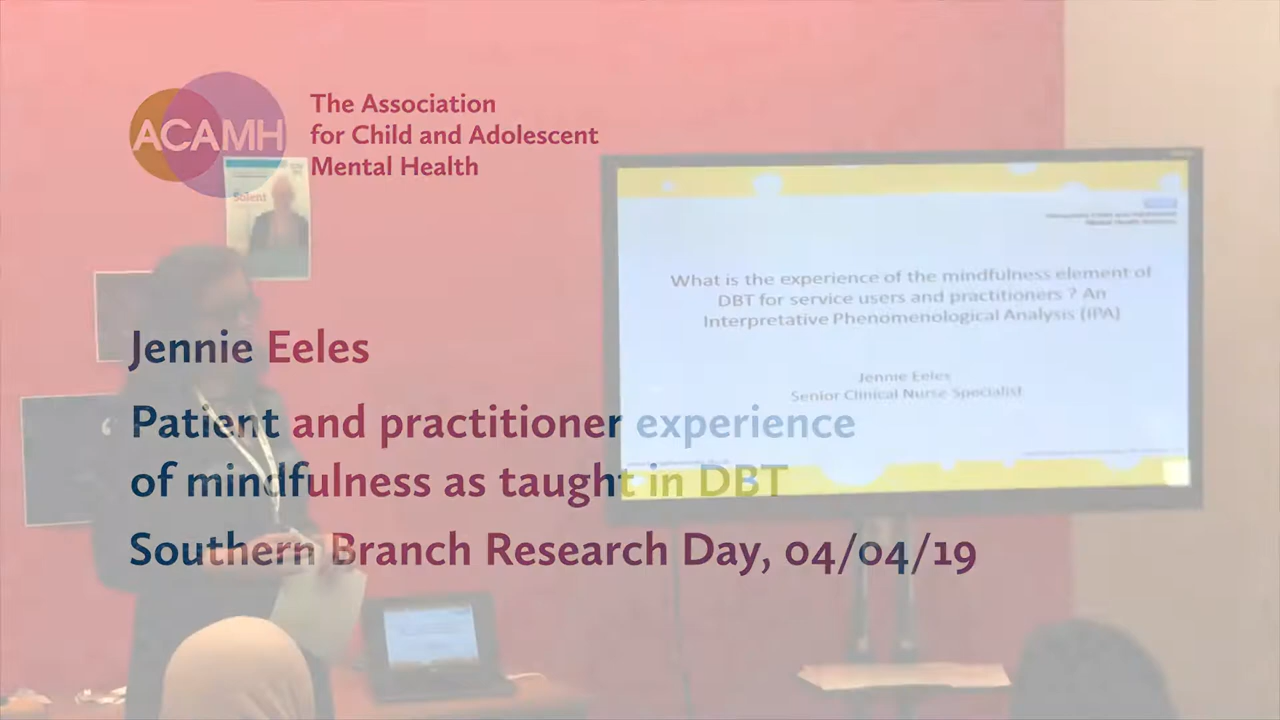 ACAMH
The Association
for Child and Adolescent
Mental Health
Solent
What is the experience of the mindfulness element of
DBT for service users and practitioners ? An
Interpretative Phenomenological Analysis (IPA)
Jennie Eeles
Senior Clinical Nurse Specialist
Jennie Eeles
Patient and practitioner experience
of mindfulness as taught in DBT
Southern Branch Research Day, 04/04/19